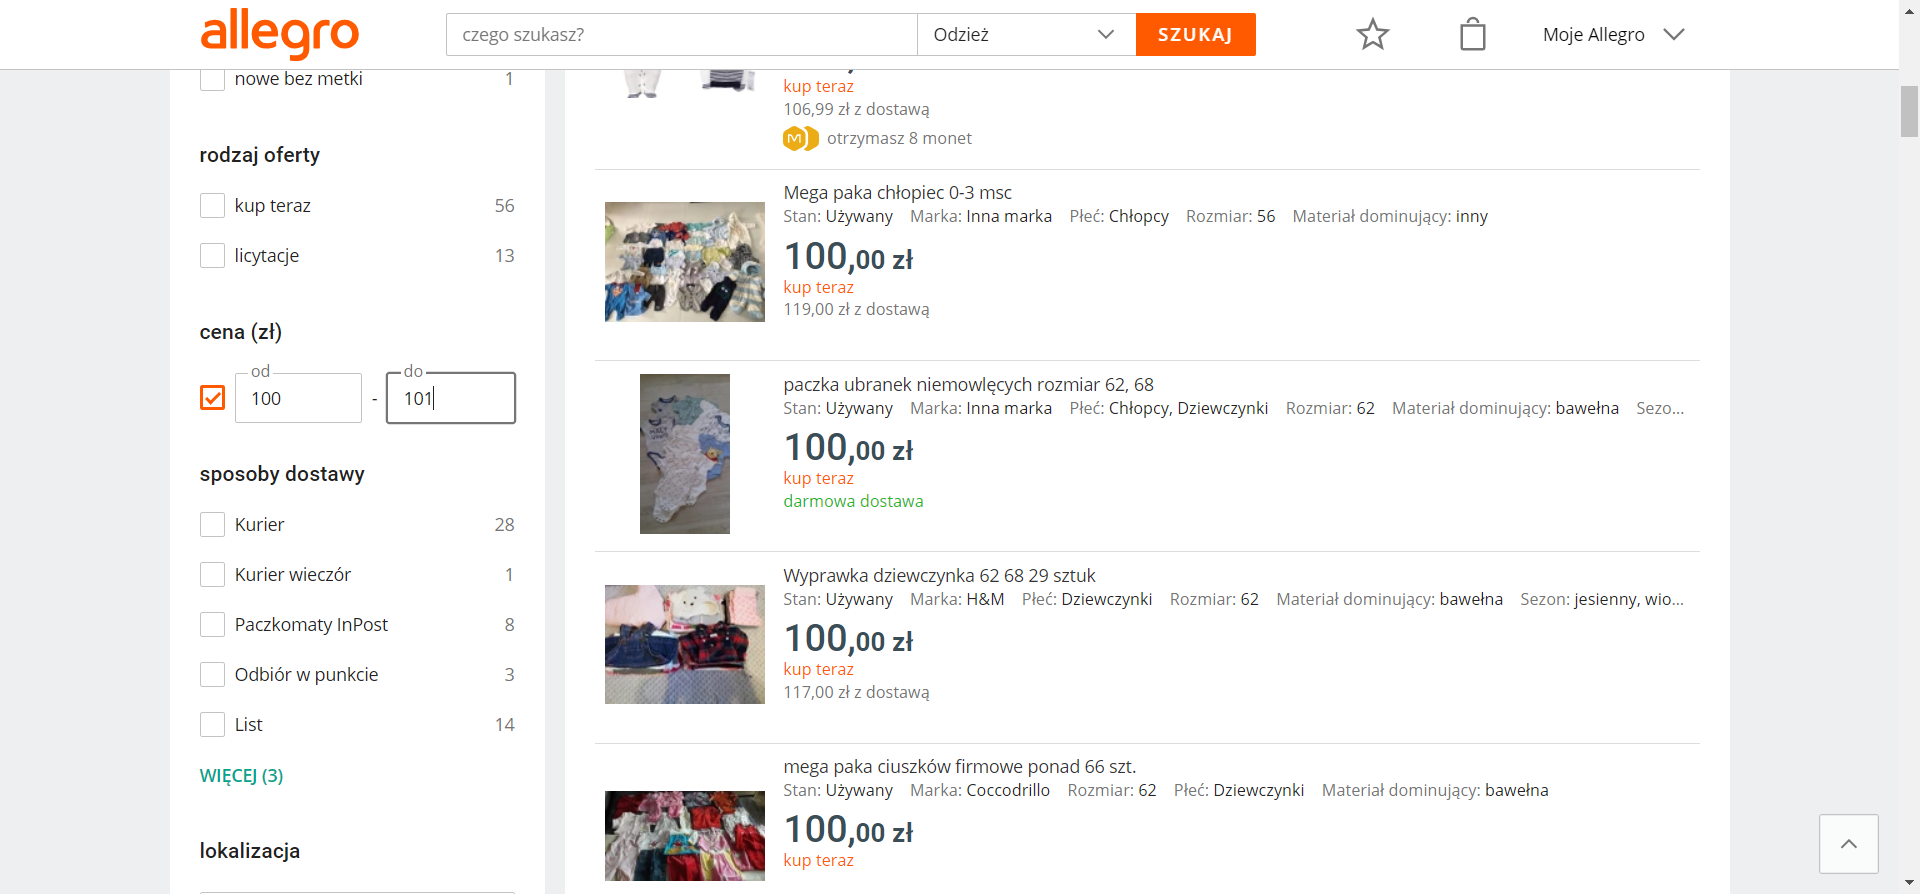 allegro
czego szukasz?
Odzież
SZUKAJ
Moje Allegro
nowe bez metki 1
rodzaj oferty
kup teraz 56
licytacje 13
cena (zł)
od
100
-
do
101
sposoby dostawy
Kurier 28
Kurier wieczór 1
Paczkomaty InPost 8
Odbiór w punkcie 3
List 14
WIĘCEJ (3)
lokalizacja
kup teraz
106,99 zł z dostawą
M otrzymasz 8 monet
Mega paka chłopiec 0-3 msc
Stan: Używany Marka: Inna marka Płeć: Chłopcy Rozmiar: 56 Materiał dominujący: inny
100,00 zł
kup teraz
119,00 zł z dostawą
paczka ubranek niemowlęcych rozmiar 62, 68
Stan: Używany Marka: Inna marka Płeć: Chłopcy, Dziewczynki Rozmiar: 62 Materiał dominujący: bawełna Sezo...
100,00 zł
kup teraz
darmowa dostawa
Wyprawka dziewczynka 62 68 29 sztuk
Stan: Używany Marka: H&M Płeć: Dziewczynki Rozmiar: 62 Materiał dominujący: bawełna Sezon: jesienny, wio...
100,00 zł
kup teraz
117,00 zł z dostawą
mega paka ciuszków firmowe ponad 66 szt.
Stan: Używany Marka: Coccodrillo Rozmiar: 62 Płeć: Dziewczynki Materiał dominujący: bawełna
100,00 zł
kup teraz